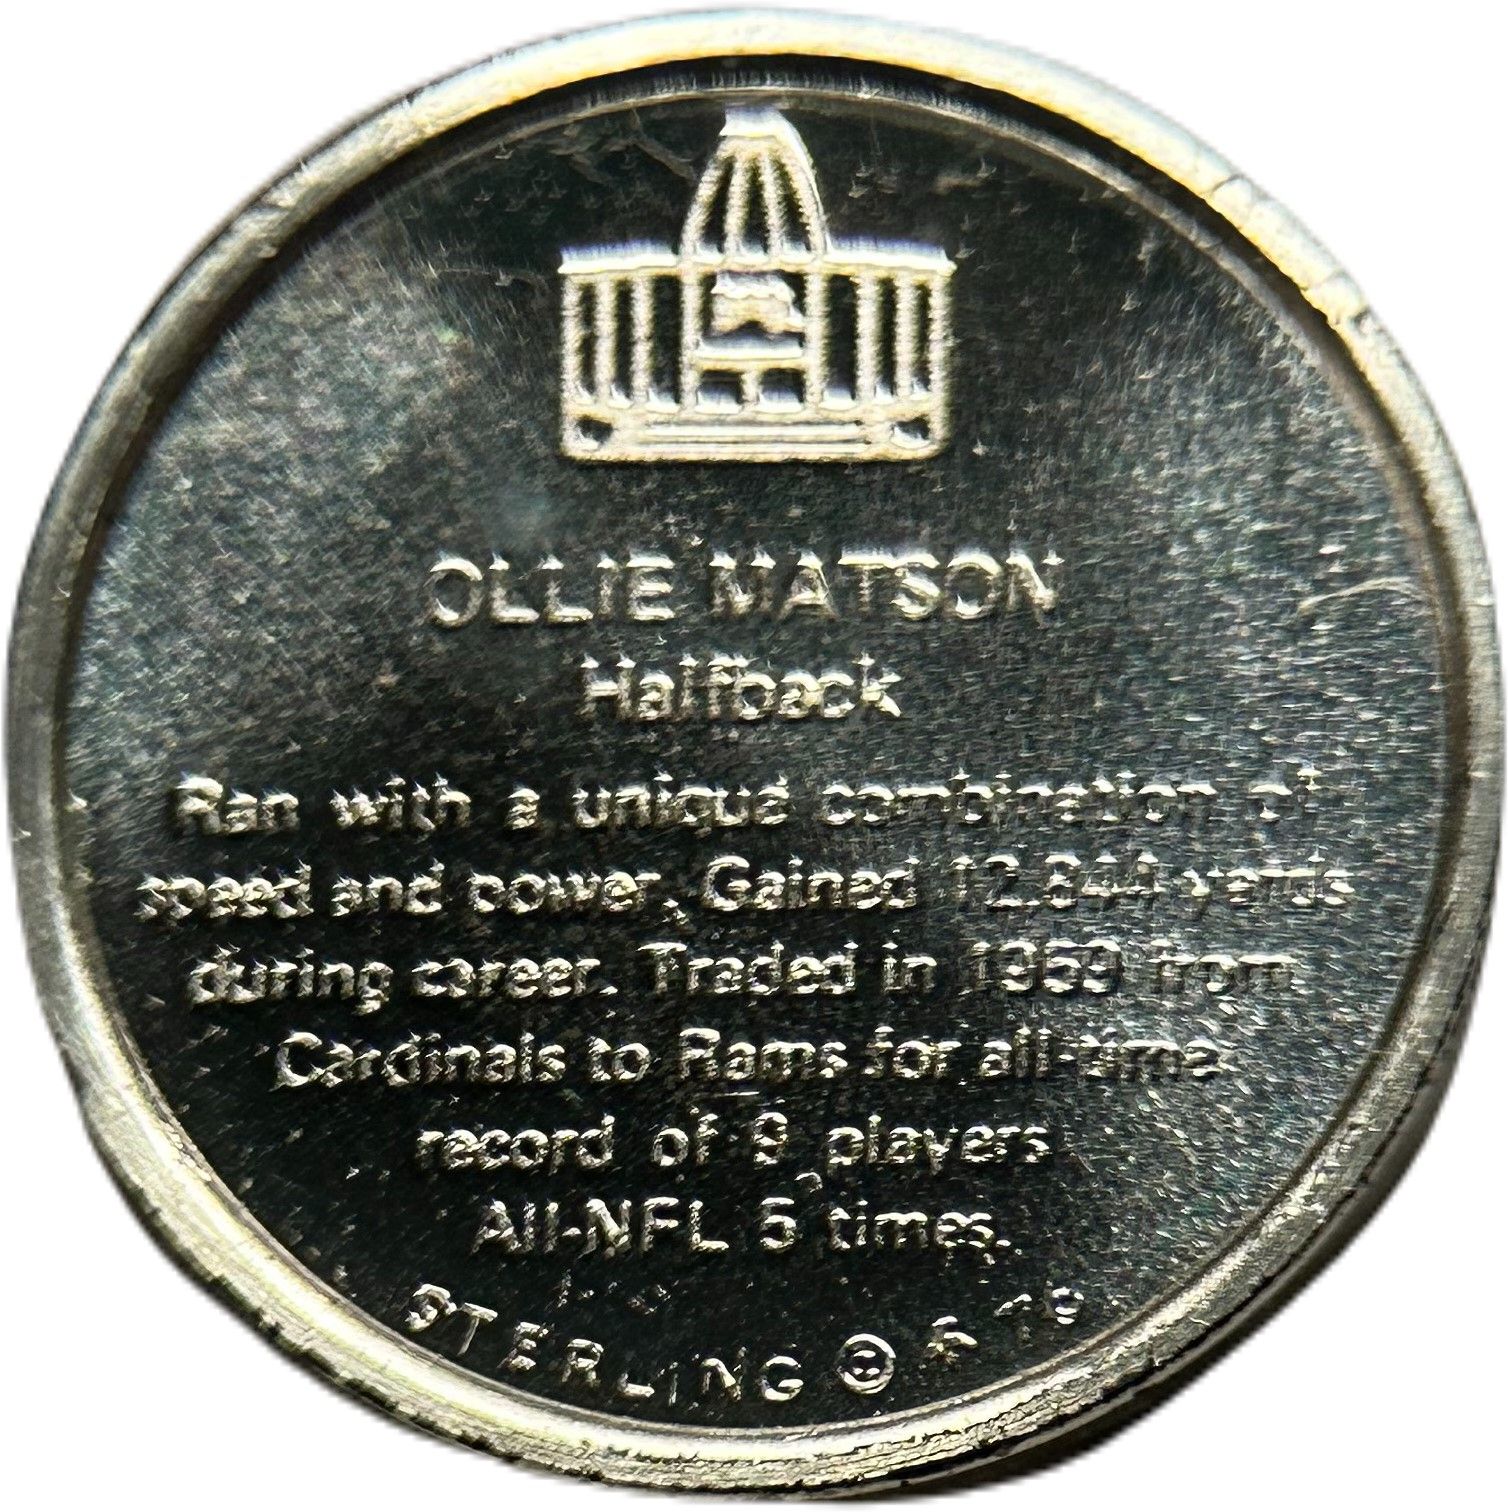 OLLIE MATSON
Halfback
Ran with a unique combination of
speed and power. Gained 12,844 yards
during career. Traded in 1959 from
Cardinals to Rams for all-time
record of 9 players
All-NFL 5 times.
STERLING